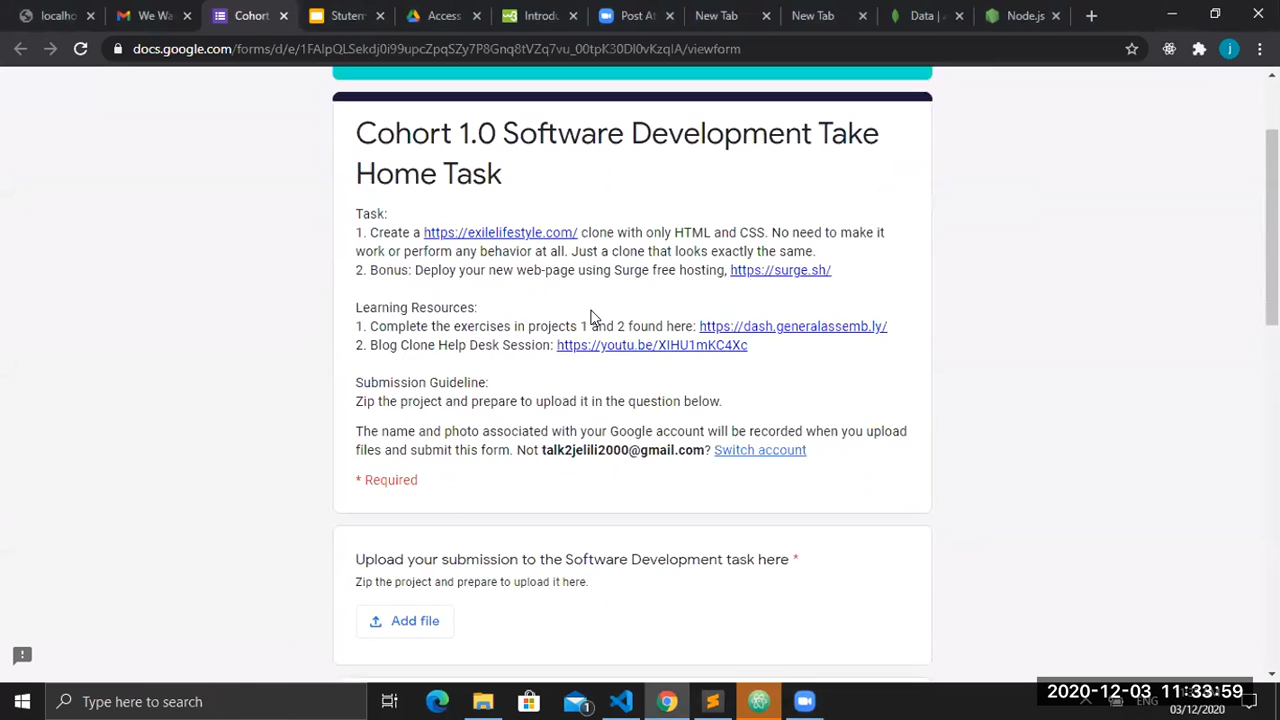 localho
We Wa
Cohort
Stutem
Access
Introdu
Post At
New Tab
New Tab
Data |
Node.js
docs.google.com/forms/d/e/1FAIpQLSekdj0i99upcZpqSZy7P8Gnq8tVZq7vu_00tpK30DI0vKzqIA/viewform
Cohort 1.0 Software Development Take
Home Task
Task:
1. Create a https://exilelifestyle.com/ clone with only HTML and CSS. No need to make it
work or perform any behavior at all. Just a clone that looks exactly the same.
2. Bonus: Deploy your new web-page using Surge free hosting, https://surge.sh/
Learning Resources:
1. Complete the exercises in projects 1 and 2 found here: https://dash.generalassemb.ly/
2. Blog Clone Help Desk Session: https://youtu.be/XIHU1mKC4Xc
Submission Guideline:
Zip the project and prepare to upload it in the question below.
The name and photo associated with your Google account will be recorded when you upload
files and submit this form. Not talk2jelili2000@gmail.com? Switch account
* Required
Upload your submission to the Software Development task here *
Zip the project and prepare to upload it here.
Add file
Type here to search
1
ENG
2020-12-03 11:33:59
03/12/2020